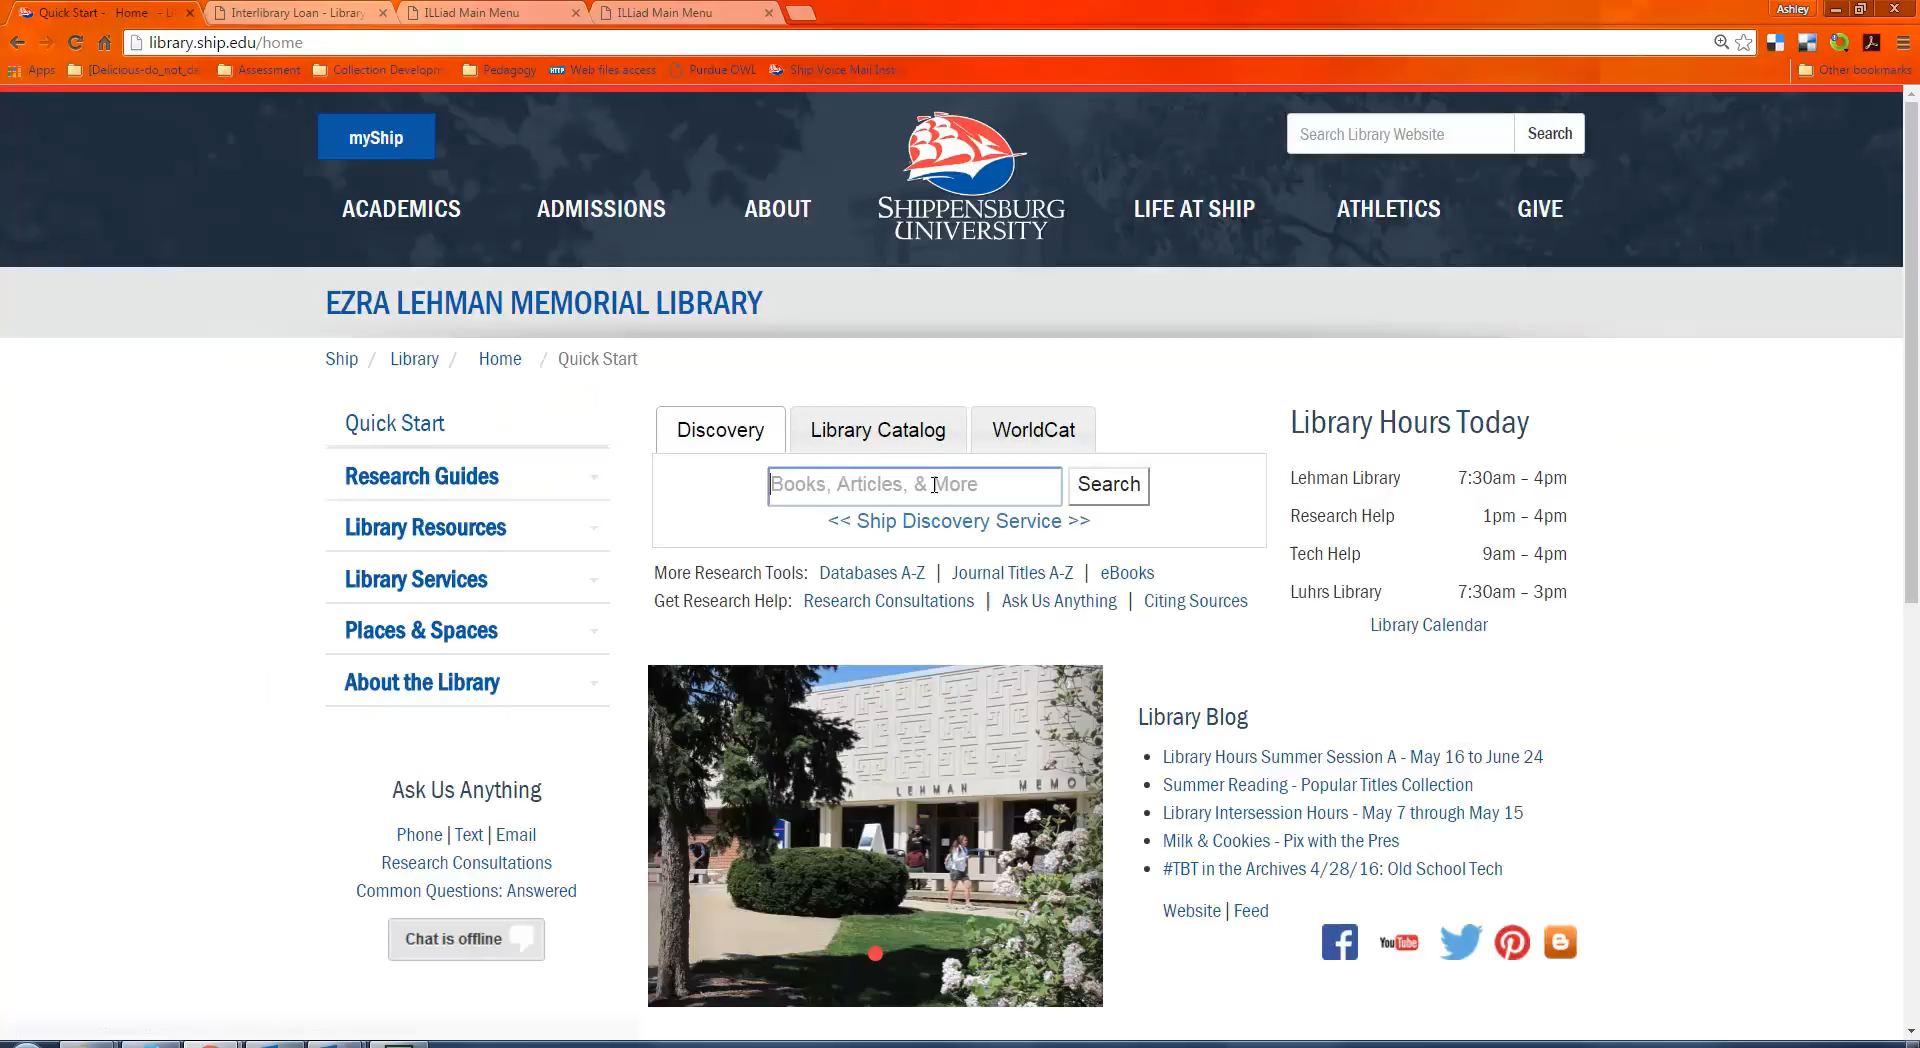 Quick Start - Home - Li
Interlibrary Loan - Library
ILLiad Main Menu
ILLiad Main Menu
Ashley
library.ship.edu/home
Apps
[Delicious-do_not_de
Assessment
Collection Developm
Pedagogy
Web files access
Purdue OWL
Ship Voice Mail Inst
Other bookmarks
myShip
Search Library Website
Search
ACADEMICS
ADMISSIONS
ABOUT
SHIPPENSBURG
UNIVERSITY
LIFE AT SHIP
ATHLETICS
GIVE
EZRA LEHMAN MEMORIAL LIBRARY
Ship / Library / Home / Quick Start
Quick Start
Research Guides
Library Resources
Library Services
Places & Spaces
About the Library
Ask Us Anything
Phone | Text | Email
Research Consultations
Common Questions: Answered
Chat is offline
Discovery
Library Catalog
WorldCat
Books, Articles, & More
Search
<< Ship Discovery Service >>
More Research Tools: Databases A-Z | Journal Titles A-Z | eBooks
Get Research Help: Research Consultations | Ask Us Anything | Citing Sources
LEHMAN MEMO
Library Hours Today
Lehman Library 7:30am – 4pm
Research Help 1pm – 4pm
Tech Help 9am – 4pm
Luhrs Library 7:30am – 3pm
Library Calendar
Library Blog
Library Hours Summer Session A - May 16 to June 24
Summer Reading - Popular Titles Collection
Library Intersession Hours - May 7 through May 15
Milk & Cookies - Pix with the Pres
#TBT in the Archives 4/28/16: Old School Tech
Website | Feed
You Tube